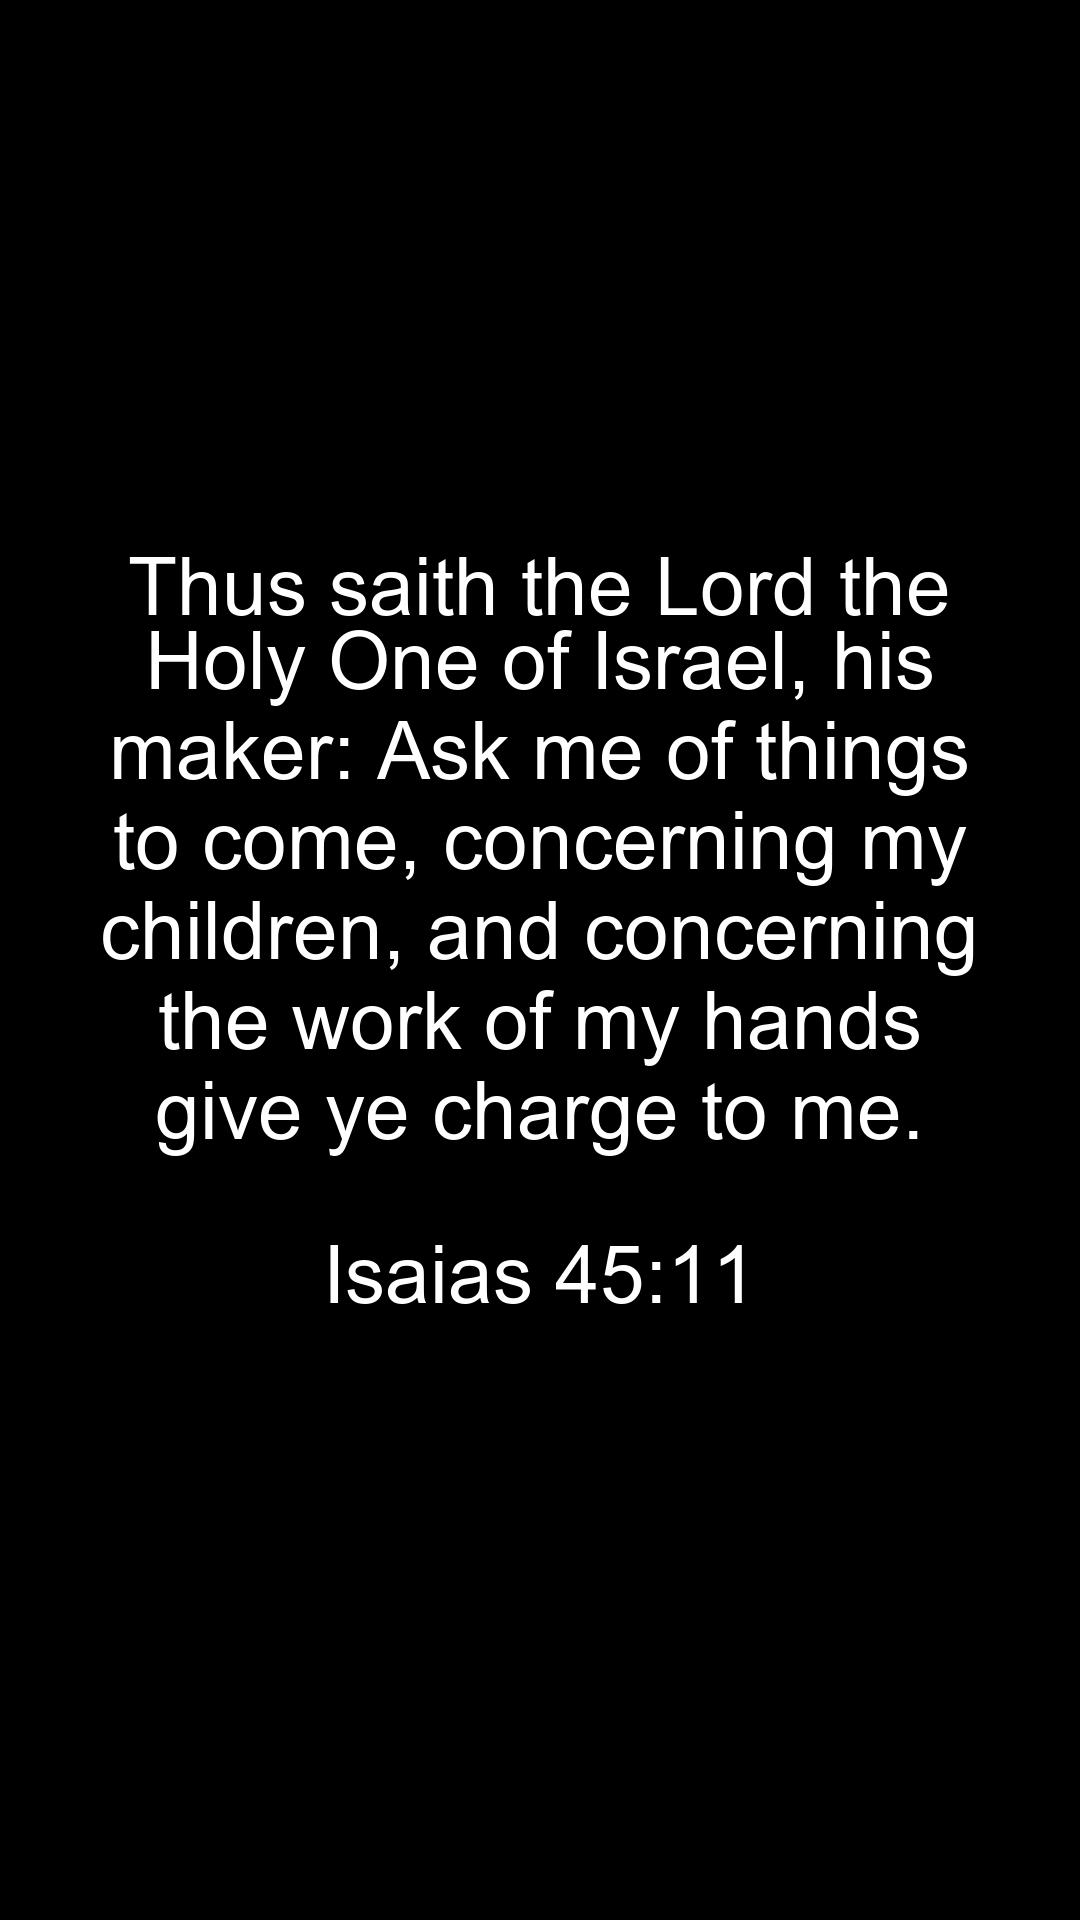 Thus saith the Lord the
Holy One of Israel, his
maker: Ask me of things
to come, concerning my
children, and concerning
the work of my hands
give ye charge to me.
Isaias 45:11